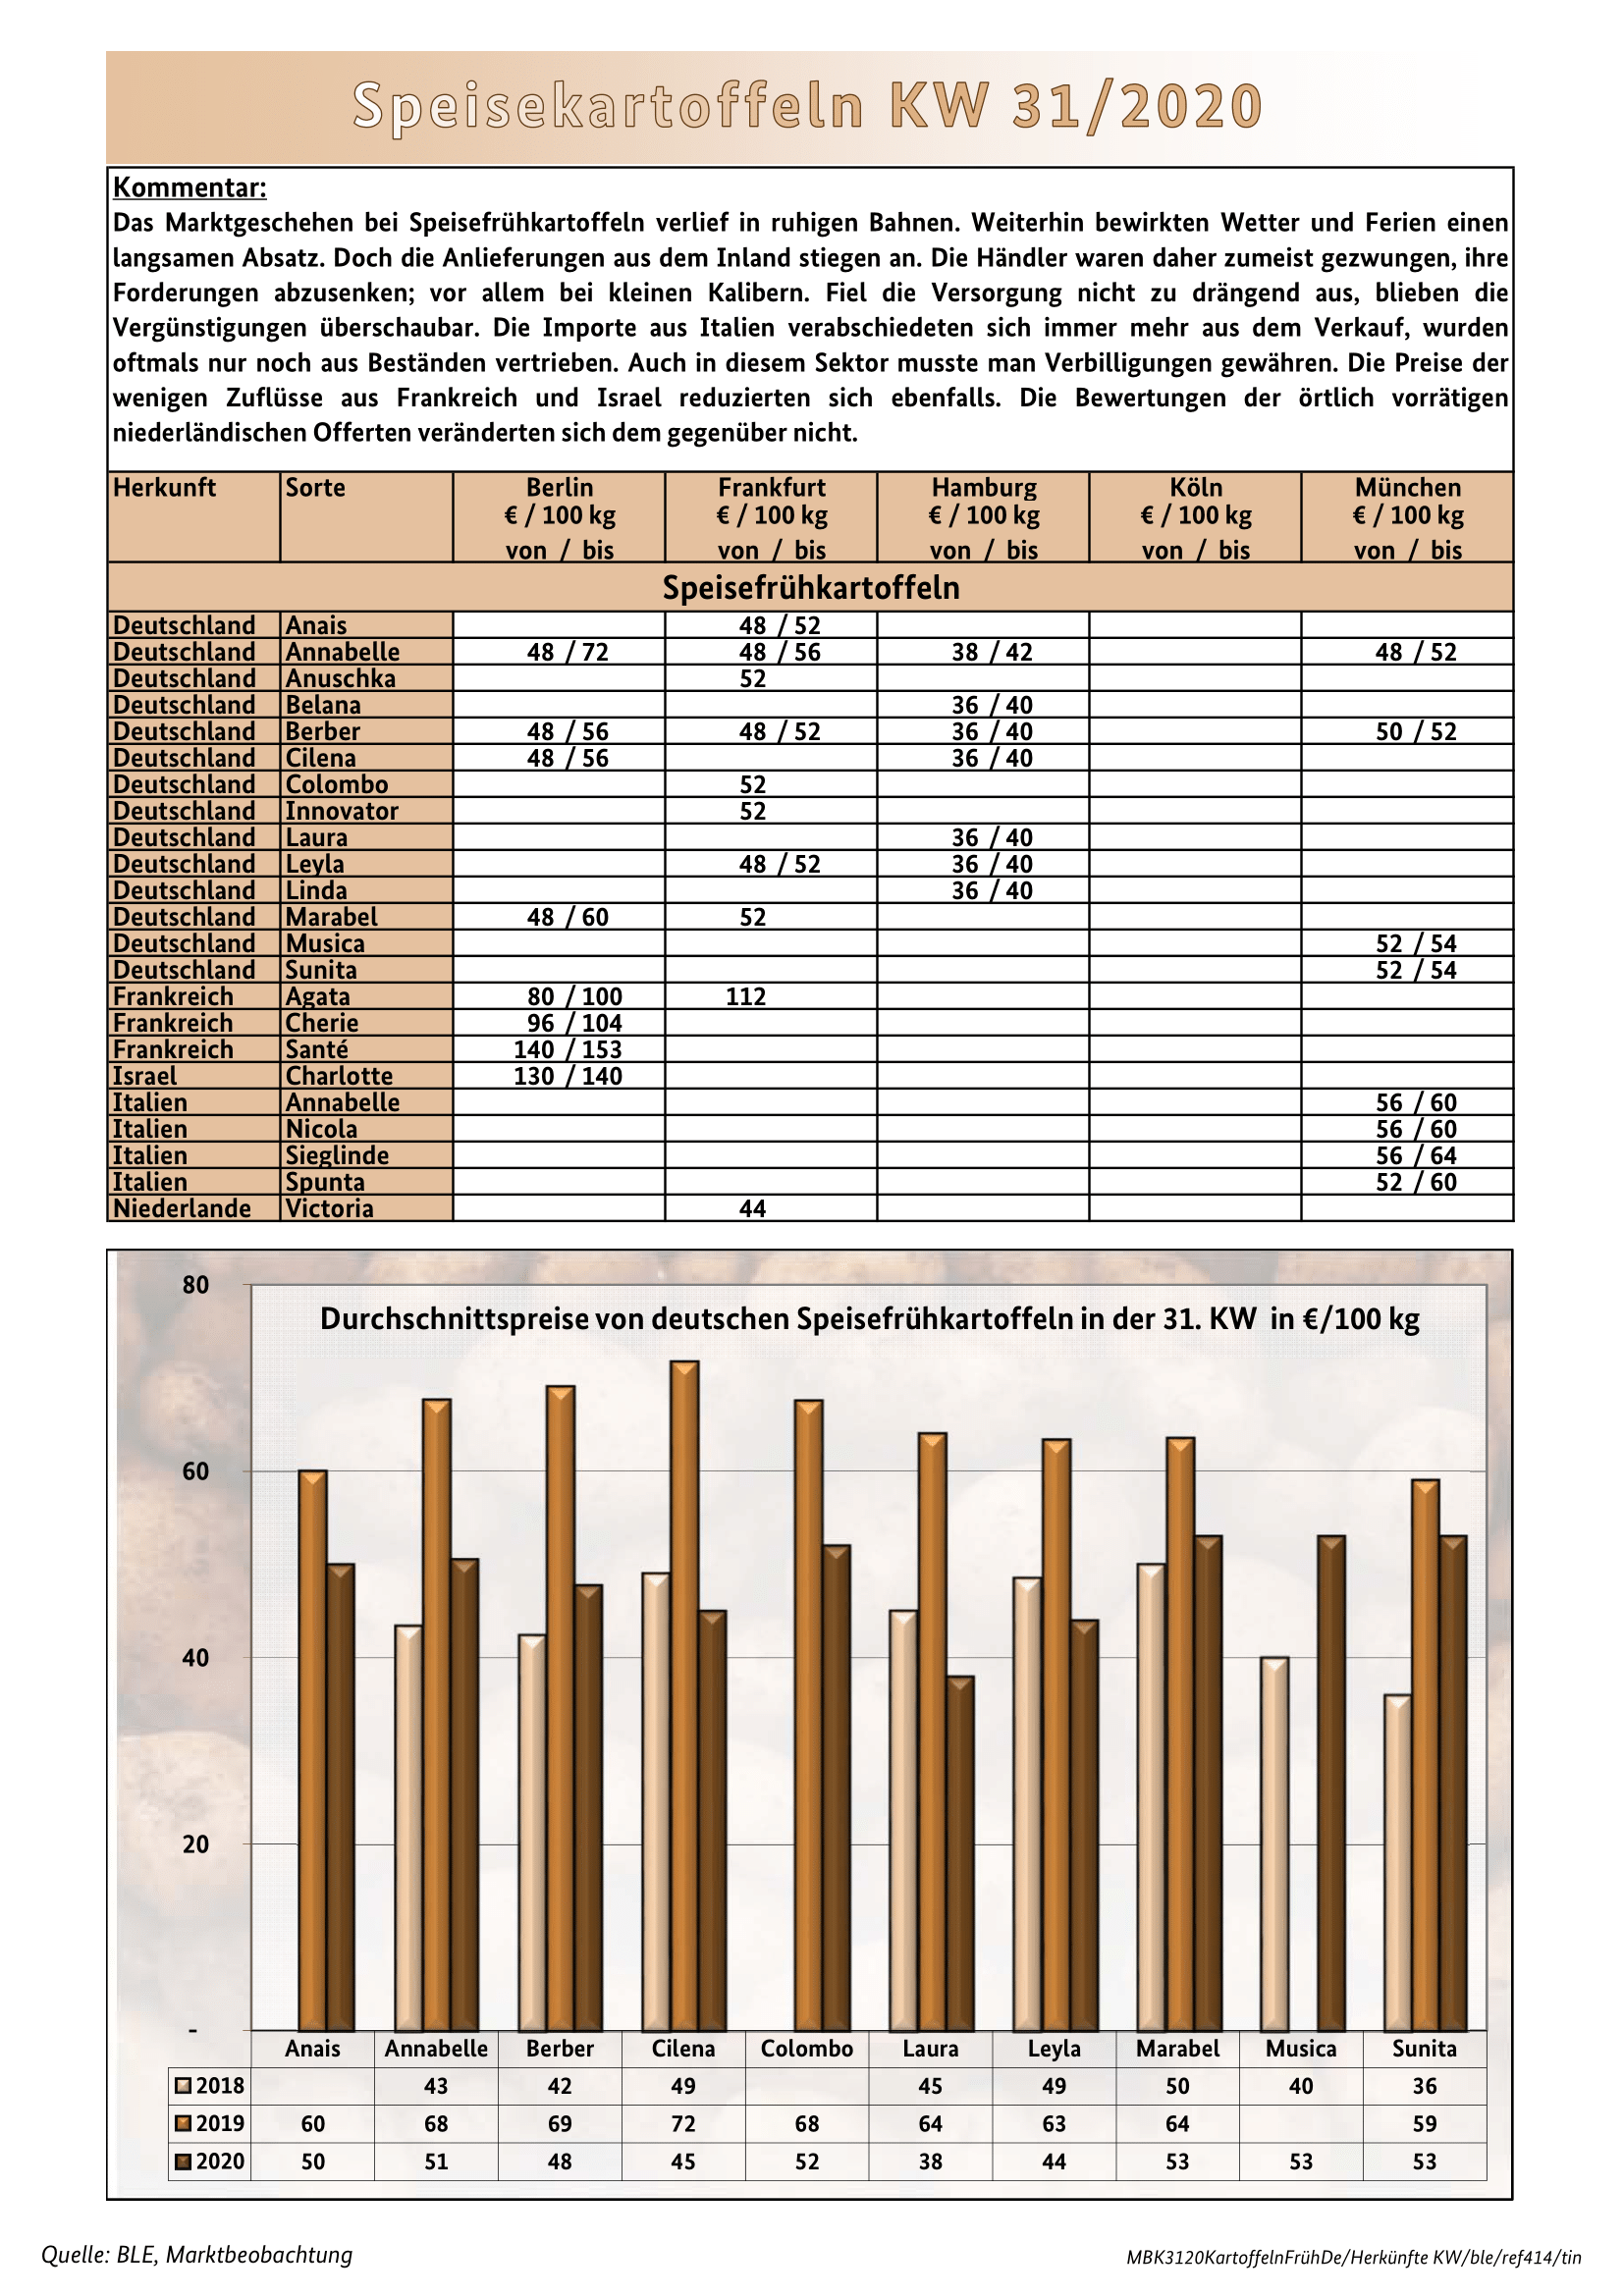 Speisekartoffeln KW 31/2020
Kommentar:
Das Marktgeschehen bei Speisefrühkartoffeln verlief in ruhigen Bahnen. Weiterhin bewirkten Wetter und Ferien einen
langsamen Absatz. Doch die Anlieferungen aus dem Inland stiegen an. Die Händler waren daher zumeist gezwungen, ihre
Forderungen abzusenken; vor allem bei kleinen Kalibern. Fiel die Versorgung nicht zu drängend aus, blieben die
Vergünstigungen überschaubar. Die Importe aus Italien verabschiedeten sich immer mehr aus dem Verkauf, wurden
oftmals nur noch aus Beständen vertrieben. Auch in diesem Sektor musste man Verbilligungen gewähren. Die Preise der
wenigen Zuflüsse aus Frankreich und Israel reduzierten sich ebenfalls. Die Bewertungen der örtlich vorrätigen
niederländischen Offerten veränderten sich dem gegenüber nicht.
Herkunft Sorte Berlin Frankfurt Hamburg Köln München
€ / 100 kg € / 100 kg € / 100 kg € / 100 kg € / 100 kg
von / bis von / bis von / bis von / bis von / bis
Speisefrühkartoffeln
Deutschland Anais 48 / 52
Deutschland Annabelle 48 / 72 48 / 56 38 / 42 48 / 52
Deutschland Anuschka 52
Deutschland Belana 36 / 40
Deutschland Berber 48 / 56 48 / 52 36 / 40 50 / 52
Deutschland Cilena 48 / 56 36 / 40
Deutschland Colombo 52
Deutschland Innovator 52
Deutschland Laura 36 / 40
Deutschland Leyla 48 / 52 36 / 40
Deutschland Linda 36 / 40
Deutschland Marabel 48 / 60 52
Deutschland Musica 52 / 54
Deutschland Sunita 52 / 54
Frankreich Agata 80 / 100 112
Frankreich Cherie 96 / 104
Frankreich Santé 140 / 153
Israel Charlotte 130 / 140
Italien Annabelle 56 / 60
Italien Nicola 56 / 60
Italien Sieglinde 56 / 64
Italien Spunta 52 / 60
Niederlande Victoria 44
Durchschnittspreise von deutschen Speisefrühkartoffeln in der 31. KW in €/100 kg
80
60
40
20
-
Anais Annabelle Berber Cilena Colombo Laura Leyla Marabel Musica Sunita
2018 43 42 49 45 49 50 40 36
2019 60 68 69 72 68 64 63 64 59
2020 50 51 48 45 52 38 44 53 53 53
Quelle: BLE, Marktbeobachtung
MBK3120KartoffelnFrühDe/Herkünfte KW/ble/ref414/tin